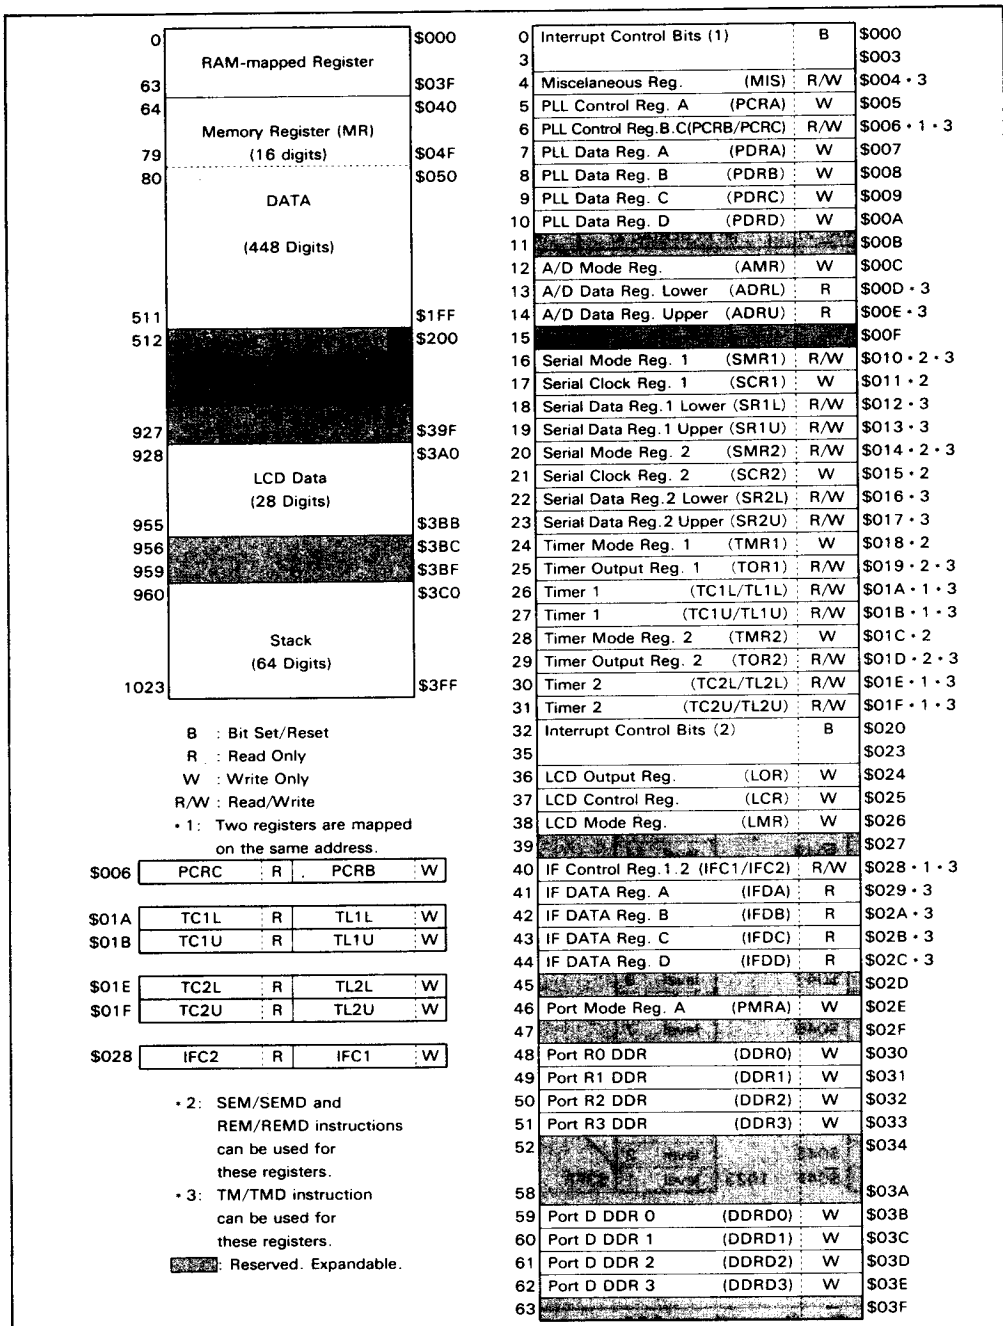 0 $000
RAM-mapped Register
63 $03F
64 $040
Memory Register (MR)
(16 digits)
79 $04F
80 $050
DATA
(448 Digits)
511 $1FF
512 $200
927 $39F
928 $3A0
LCD Data
(28 Digits)
955 $3BB
956 $3BC
959 $3BF
960 $3C0
Stack
(64 Digits)
1023 $3FF
B : Bit Set/Reset
R : Read Only
W : Write Only
R/W : Read/Write
•1: Two registers are mapped
on the same address.
$006 PCRC R PCRB W
$01A TC1L R TL1L W
$01B TC1U R TL1U W
$01E TC2L R TL2L W
$01F TC2U R TL2U W
$028 IFC2 R IFC1 W
•2: SEM/SEMD and
REM/REMD instructions
can be used for
these registers.
•3: TM/TMD instruction
can be used for
these registers.
: Reserved. Expandable.
0 Interrupt Control Bits (1) B $000
3 $003
4 Miscelaneous Reg. (MIS) R/W $004 • 3
5 PLL Control Reg. A (PCRA) W $005
6 PLL Control Reg.B.C(PCRB/PCRC) R/W $006 • 1 • 3
7 PLL Data Reg. A (PDRA) W $007
8 PLL Data Reg. B (PDRB) W $008
9 PLL Data Reg. C (PDRC) W $009
10 PLL Data Reg. D (PDRD) W $00A
11 $00B
12 A/D Mode Reg. (AMR) W $00C
13 A/D Data Reg. Lower (ADRL) R $00D • 3
14 A/D Data Reg. Upper (ADRU) R $00E • 3
15 $00F
16 Serial Mode Reg. 1 (SMR1) R/W $010 • 2 • 3
17 Serial Clock Reg. 1 (SCR1) W $011 • 2
18 Serial Data Reg.1 Lower (SR1L) R/W $012 • 3
19 Serial Data Reg.1 Upper (SR1U) R/W $013 • 3
20 Serial Mode Reg. 2 (SMR2) R/W $014 • 2 • 3
21 Serial Clock Reg. 2 (SCR2) W $015 • 2
22 Serial Data Reg.2 Lower (SR2L) R/W $016 • 3
23 Serial Data Reg.2 Upper (SR2U) R/W $017 • 3
24 Timer Mode Reg. 1 (TMR1) W $018 • 2
25 Timer Output Reg. 1 (TOR1) R/W $019 • 2 • 3
26 Timer 1 (TC1L/TL1L) R/W $01A • 1 • 3
27 Timer 1 (TC1U/TL1U) R/W $01B • 1 • 3
28 Timer Mode Reg. 2 (TMR2) W $01C • 2
29 Timer Output Reg. 2 (TOR2) R/W $01D • 2 • 3
30 Timer 2 (TC2L/TL2L) R/W $01E • 1 • 3
31 Timer 2 (TC2U/TL2U) R/W $01F • 1 • 3
32 Interrupt Control Bits (2) B $020
35 $023
36 LCD Output Reg. (LOR) W $024
37 LCD Control Reg. (LCR) W $025
38 LCD Mode Reg. (LMR) W $026
39 $027
40 IF Control Reg.1.2 (IFC1/IFC2) R/W $028 • 1 • 3
41 IF DATA Reg. A (IFDA) R $029 • 3
42 IF DATA Reg. B (IFDB) R $02A • 3
43 IF DATA Reg. C (IFDC) R $02B • 3
44 IF DATA Reg. D (IFDD) R $02C • 3
45 $02D
46 Port Mode Reg. A (PMRA) W $02E
47 $02F
48 Port R0 DDR (DDR0) W $030
49 Port R1 DDR (DDR1) W $031
50 Port R2 DDR (DDR2) W $032
51 Port R3 DDR (DDR3) W $033
52 $034
58 $03A
59 Port D DDR 0 (DDRD0) W $03B
60 Port D DDR 1 (DDRD1) W $03C
61 Port D DDR 2 (DDRD2) W $03D
62 Port D DDR 3 (DDRD3) W $03E
63 $03F